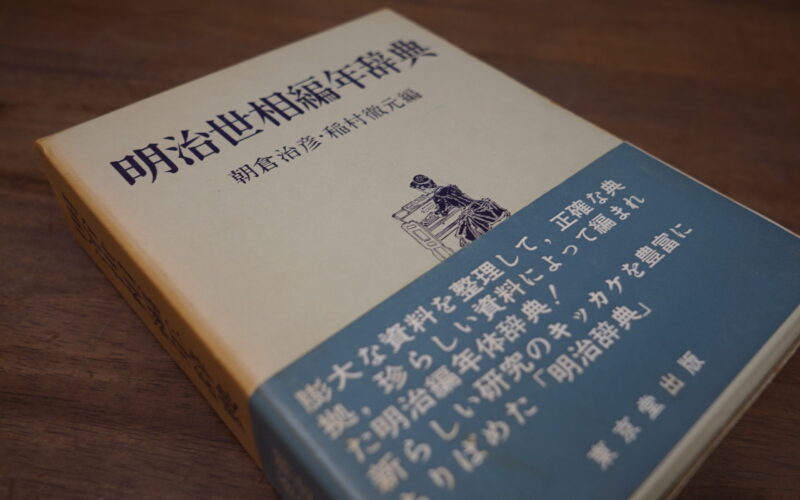 明治世相編年辞典
朝倉治彦・稲村徹元編
膨大な資料を整理して，正確な典
拠，珍らしい資料によって編まれ
た明治編年体辞典！
新らしい研究のキッカケを豊富に
ちりばめた「明治辞典」
東京堂出版